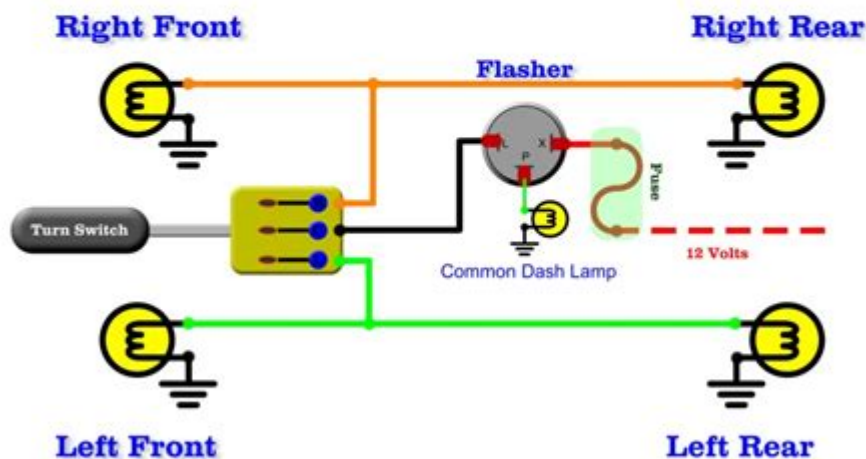 Right Front
Right Rear
Flasher
L
X
P
Fuse
Turn Switch
12 Volts
Common Dash Lamp
Left Front
Left Rear